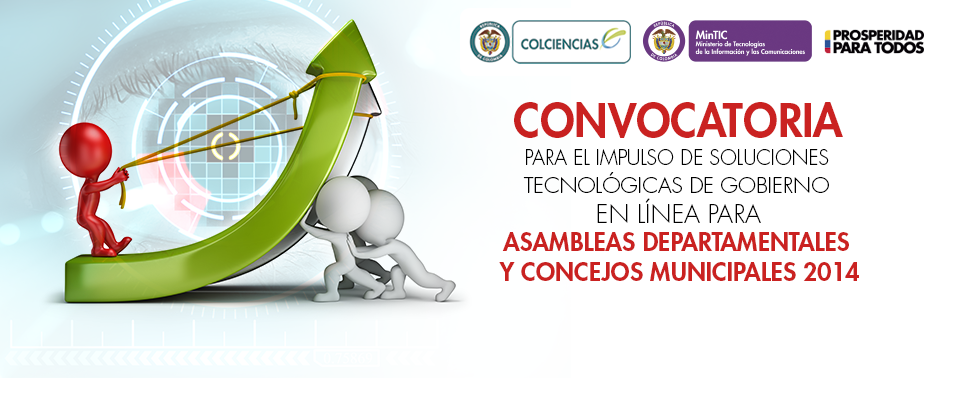 COLCIENCIAS
MinTIC
Ministerio de Tecnologías
de la Información y las Comunicaciones
PROSPERIDAD
PARA TODOS
CONVOCATORIA
PARA EL IMPULSO DE SOLUCIONES
TECNOLÓGICAS DE GOBIERNO
EN LÍNEA PARA
ASAMBLEAS DEPARTAMENTALES
Y CONCEJOS MUNICIPALES 2014